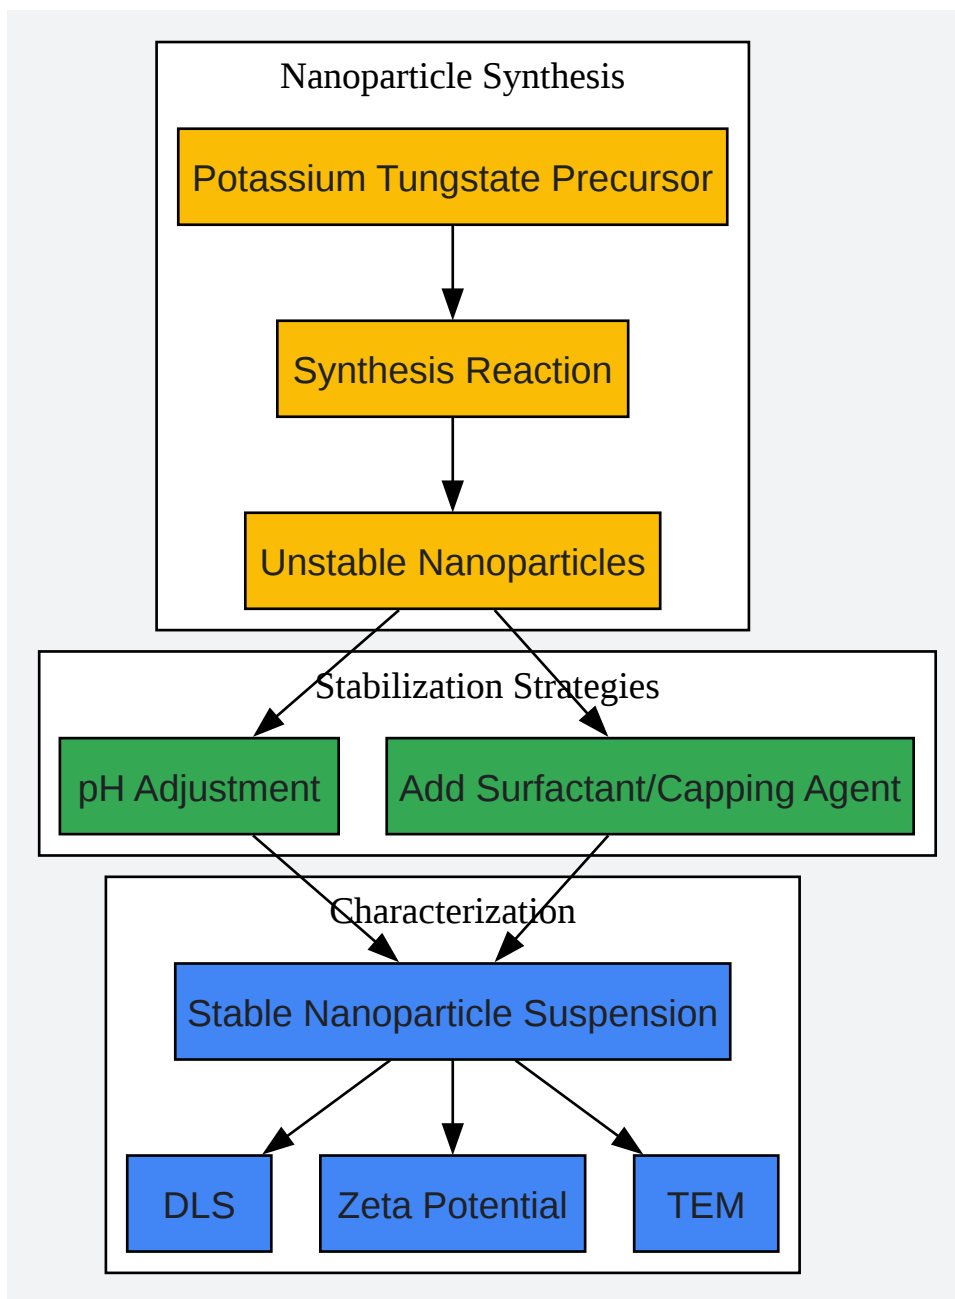 Nanoparticle Synthesis
Potassium Tungstate Precursor
Synthesis Reaction
Unstable Nanoparticles
Stabilization Strategies
pH Adjustment
Add Surfactant/Capping Agent
Characterization
Stable Nanoparticle Suspension
DLS
Zeta Potential
TEM